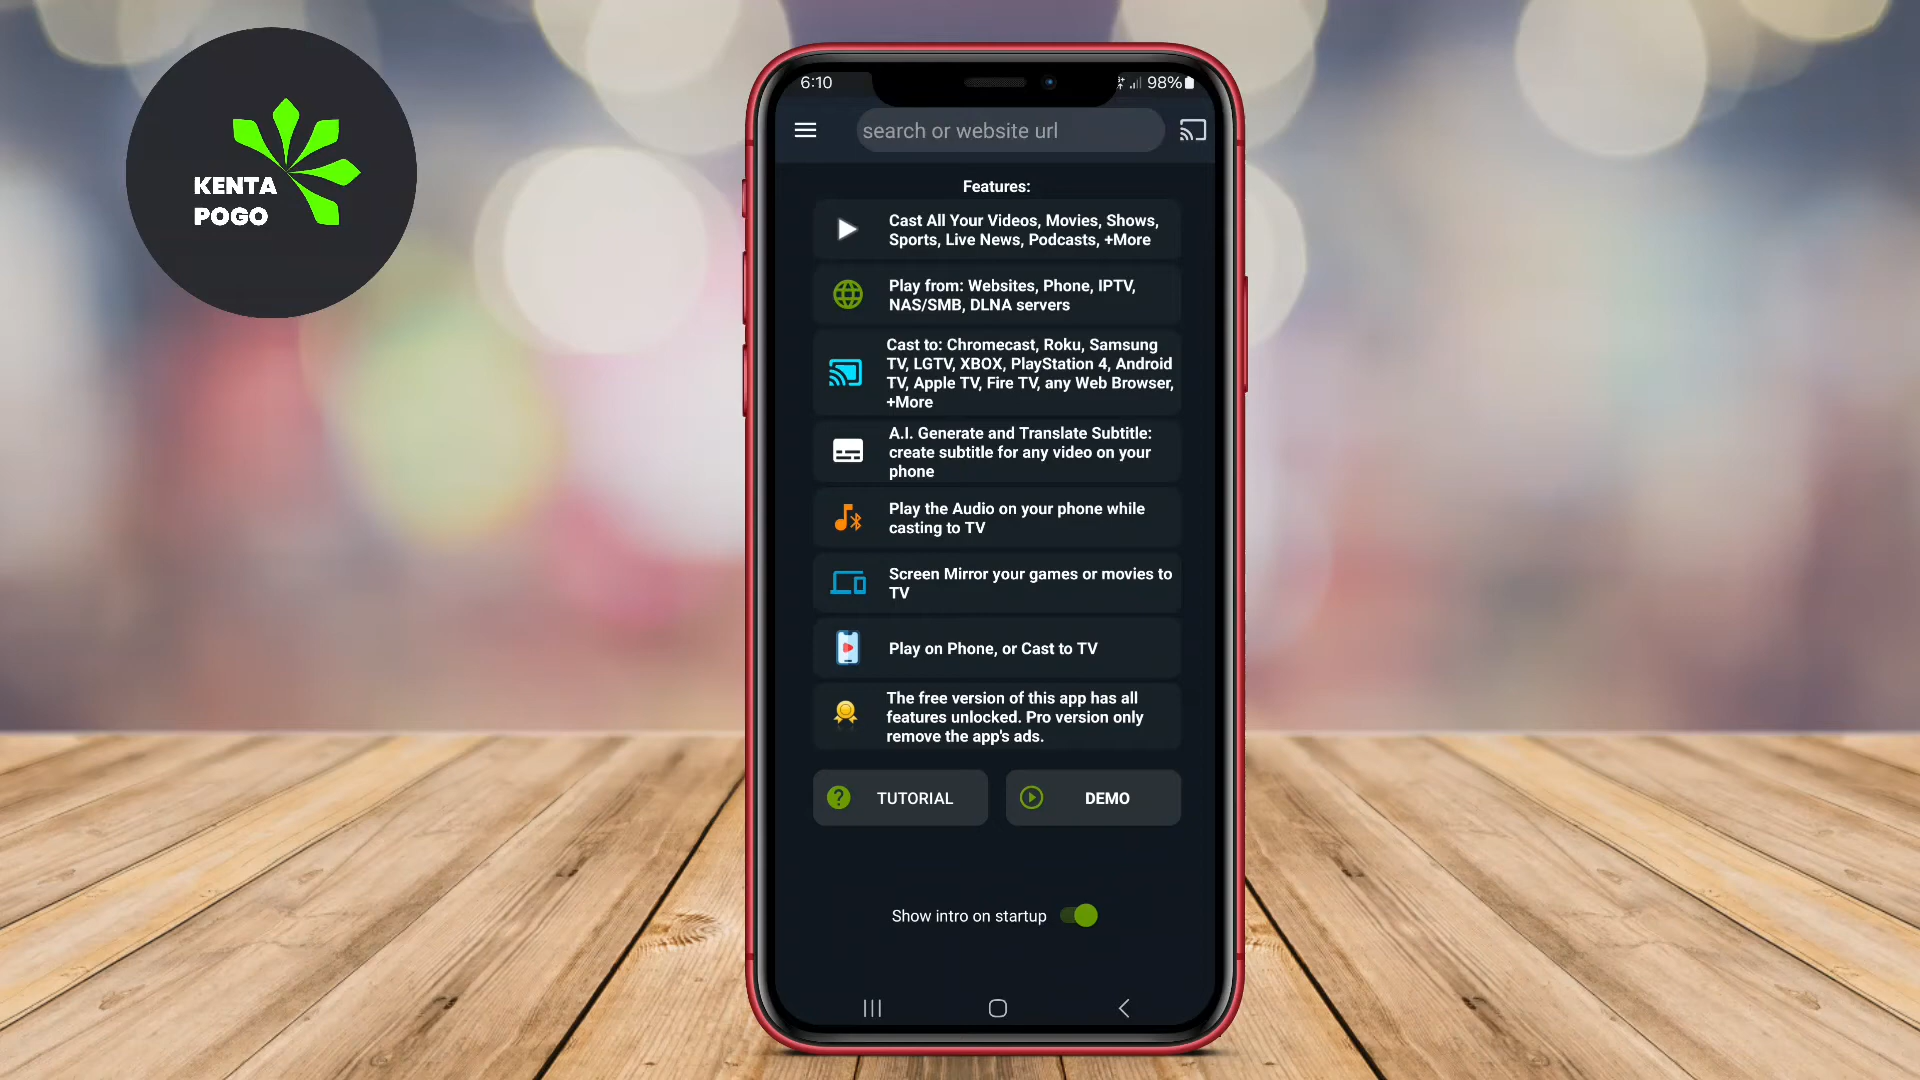 KENTA
POGO
6:10
98%
search or website url
Features:
Cast All Your Videos, Movies, Shows,
Sports, Live News, Podcasts, +More
Play from: Websites, Phone, IPTV,
NAS/SMB, DLNA servers
Cast to: Chromecast, Roku, Samsung
TV, LGTV, XBOX, PlayStation 4, Android
TV, Apple TV, Fire TV, any Web Browser,
+More
A.I. Generate and Translate Subtitle:
create subtitle for any video on your
phone
Play the Audio on your phone while
casting to TV
Screen Mirror your games or movies to
TV
Play on Phone, or Cast to TV
The free version of this app has all
features unlocked. Pro version only
remove the app's ads.
TUTORIAL
DEMO
Show intro on startup